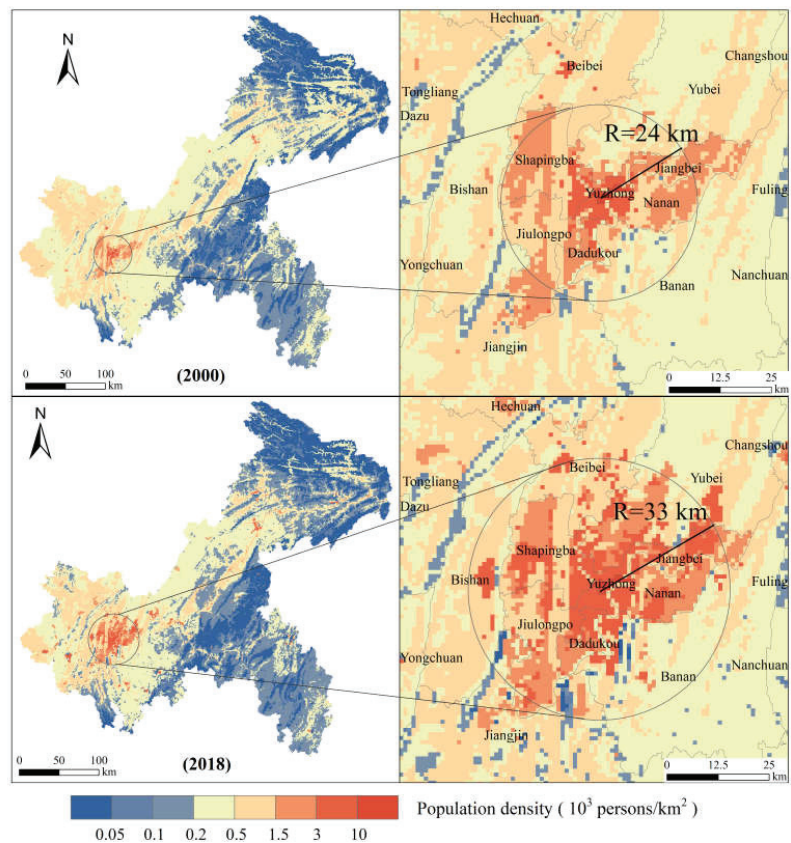 N
0 50 100
km
(2000)
Hechuan
Changshou
Beibei
Yubei
Tongliang
Dazu
R=24 km
Shapingba
Jiangbei
Bishan
Yuzhong
Fuling
Nanan
Jiulongpo
Dadukou
Yongchuan
Nanchuan
Banan
Jiangjin
0 12.5 25
km
N
0 50 100
km
(2018)
Hechuan
Changshou
Beibei
Yubei
Tongliang
Dazu
R=33 km
Shapingba
Jiangbei
Bishan
Yuzhong
Fuling
Nanan
Jiulongpo
Dadukou
Yongchuan
Nanchuan
Banan
Jiangjin
0 12.5 25
km
Population density ( 10³ persons/km² )
0.05 0.1 0.2 0.5 1.5 3 10